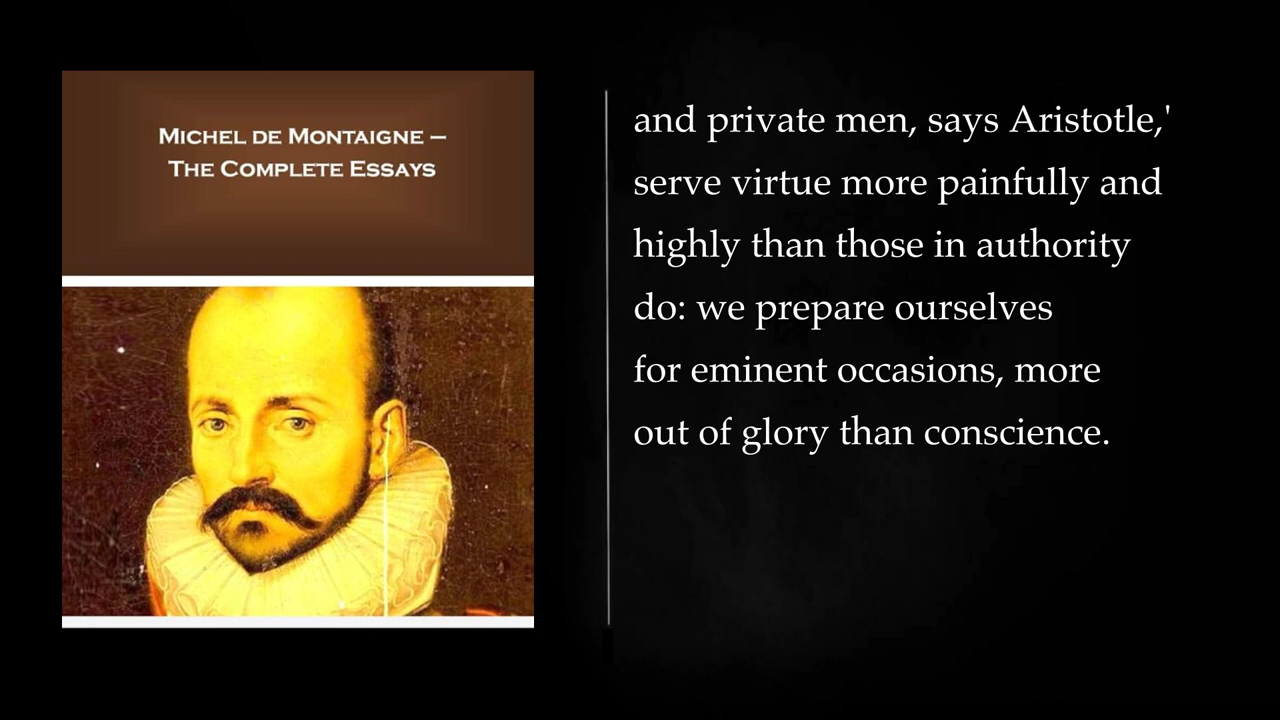 MICHEL DE MONTAIGNE –
THE COMPLETE ESSAYS
and private men, says Aristotle,'
serve virtue more painfully and
highly than those in authority
do: we prepare ourselves
for eminent occasions, more
out of glory than conscience.